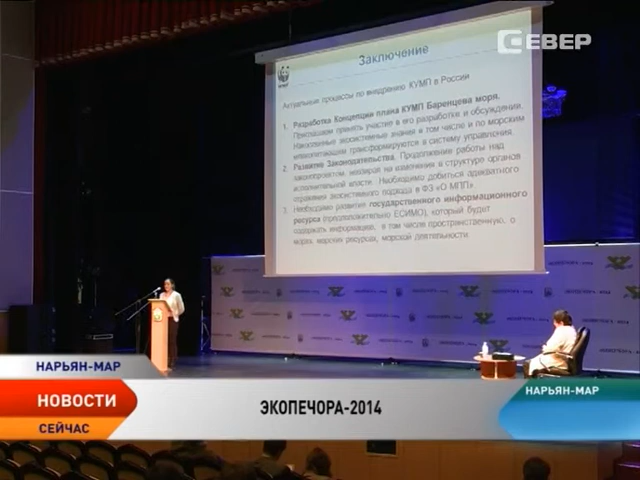 СЕВЕР
Заключение
WWF
Актуальные процессы по внедрению КУМП в России
1. Разработка Концепции плана КУМП Баренцева моря.
Приглашаем принять участие в его разработке и обсуждении.
Накопленные экосистемные знания в том числе и по морским
млекопитающим трансформируются в систему управления.
2. Развитие Законодательства. Продолжение работы над
законопроектом, невзирая на изменения в структуре органов
исполнительной власти. Необходимо добиться адекватного
отражения экосистемного подхода в ФЗ «О МПП».
3. Необходимо развитие государственного информационного
ресурса (предположительно ЕСИМО), который будет
содержать информацию, в том числе пространственную, о
морских ресурсах, морской деятельности.
НАРЬЯН-МАР
НОВОСТИ
СЕЙЧАС
ЭКОПЕЧОРА-2014
НАРЬЯН-МАР